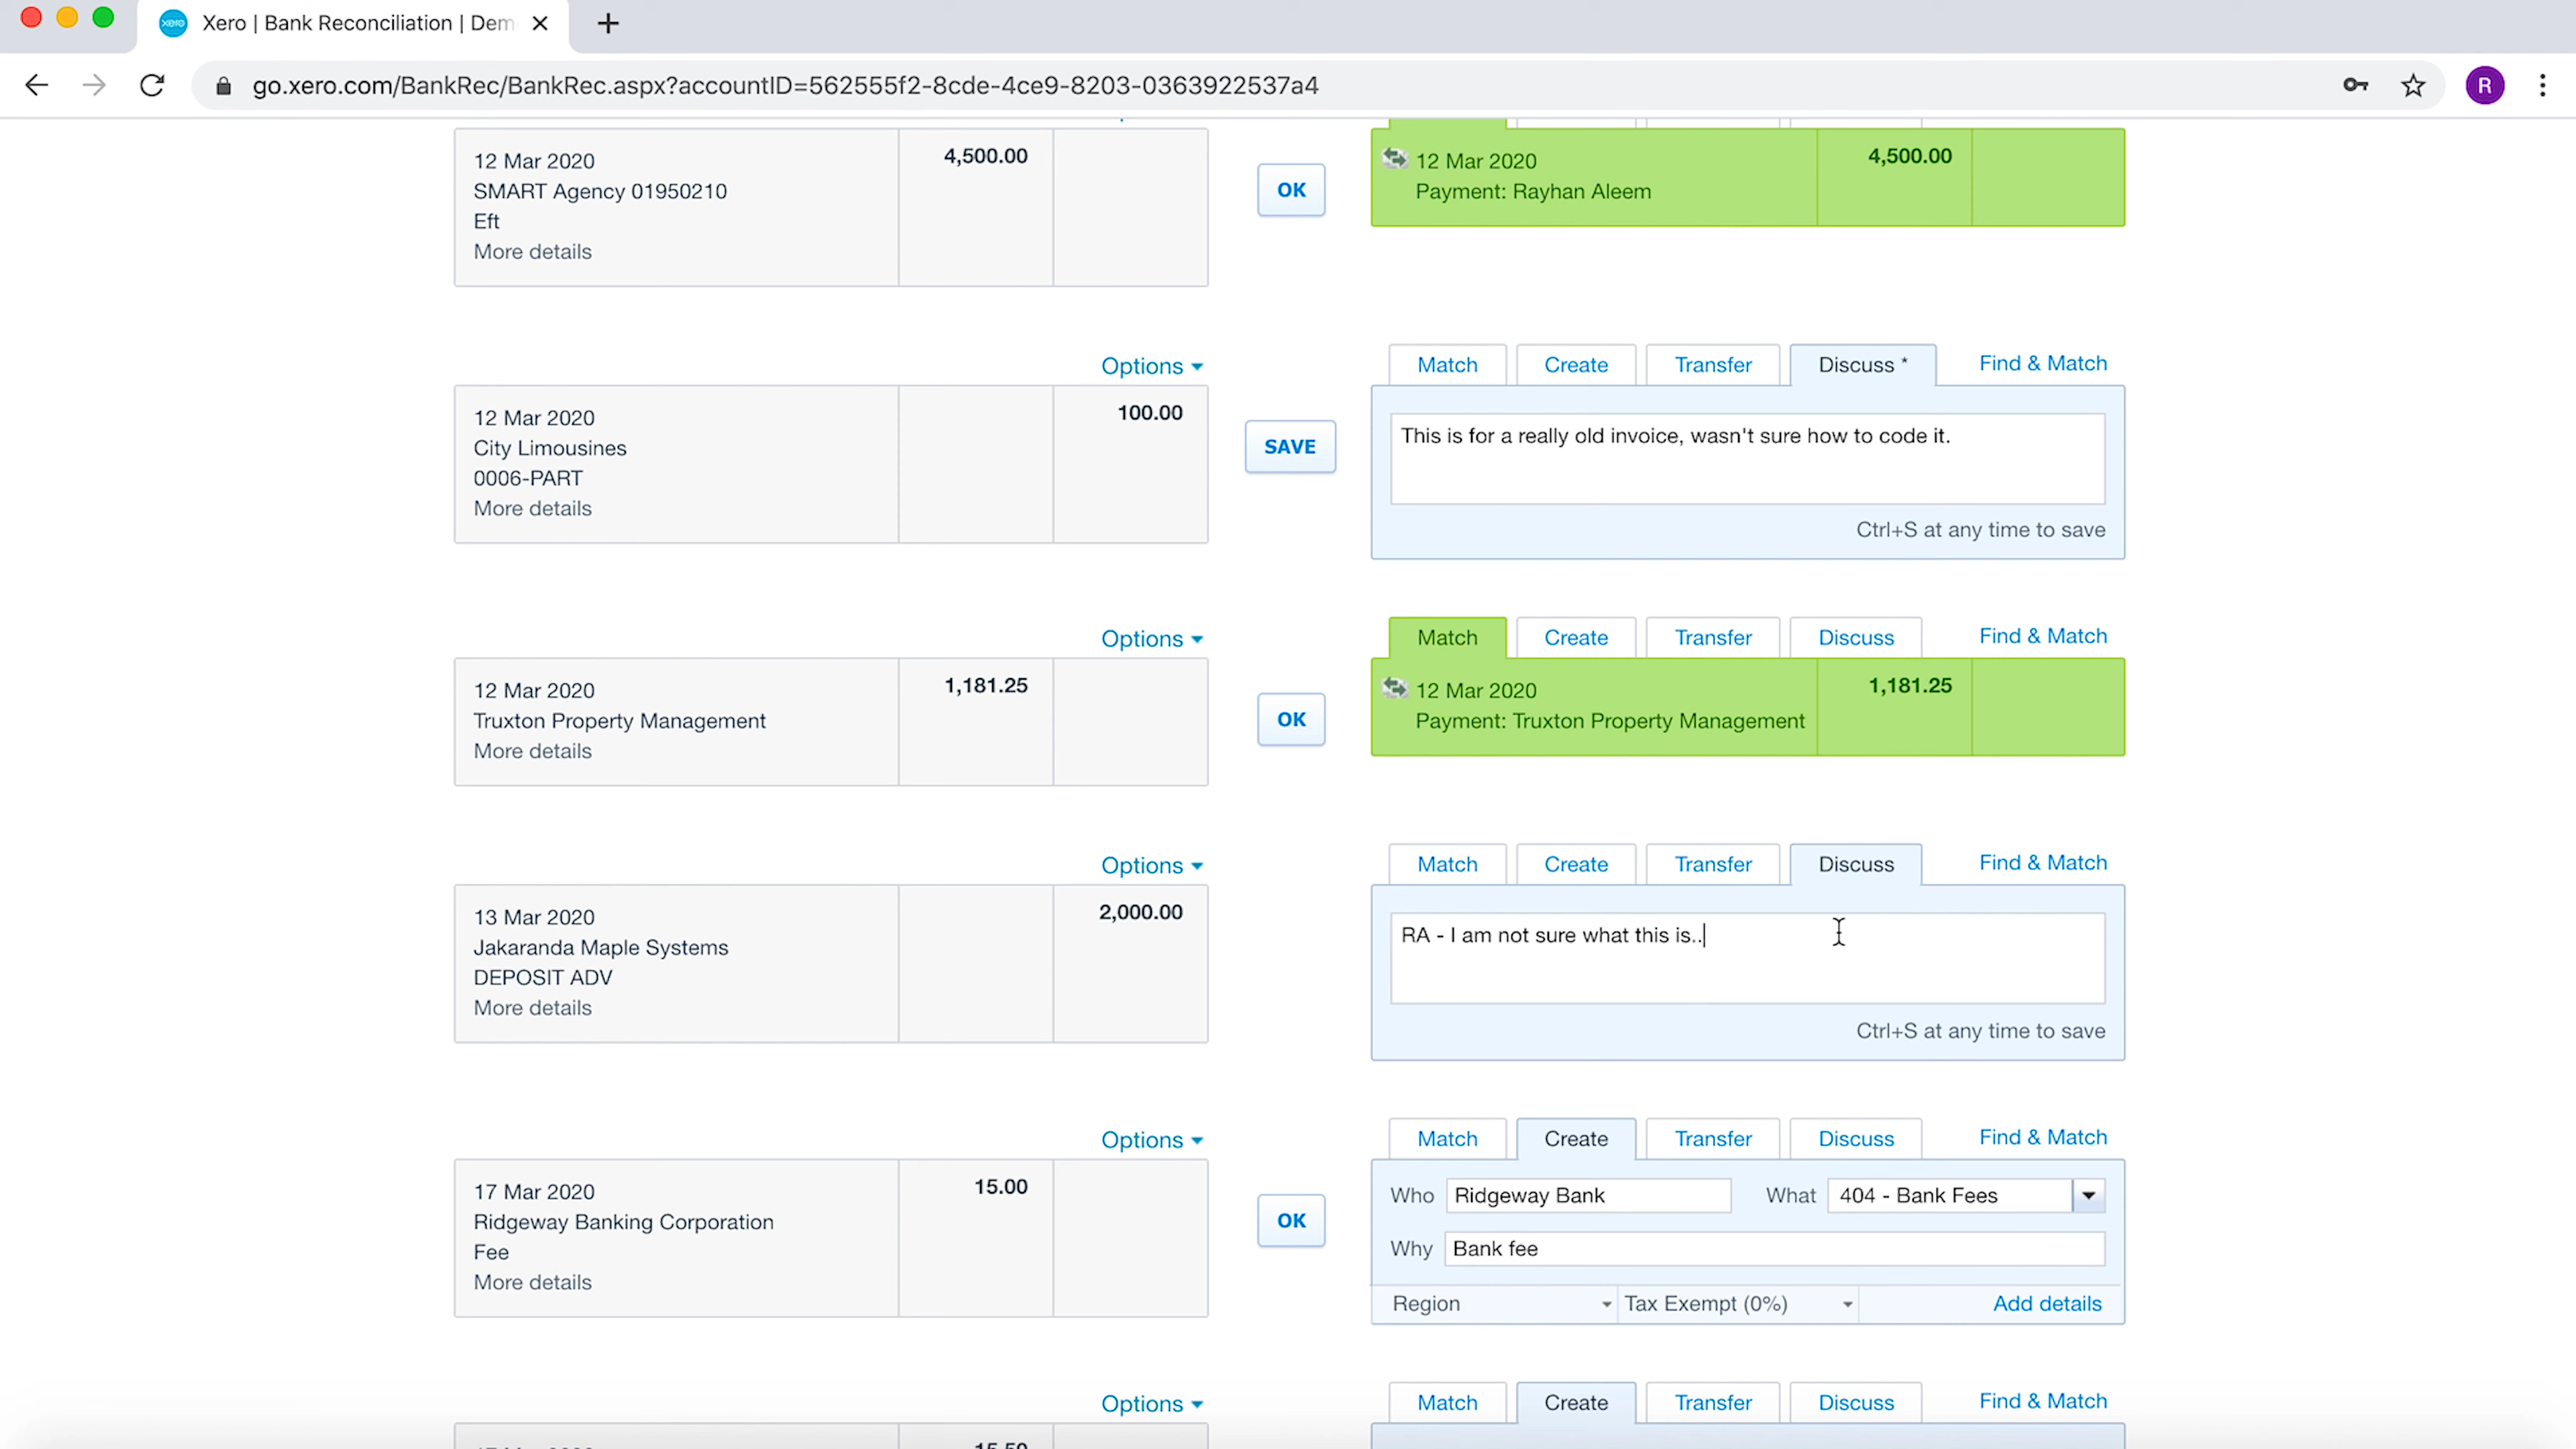 xero
Xero | Bank Reconciliation | Dem
go.xero.com/BankRec/BankRec.aspx?accountID=562555f2-8cde-4ce9-8203-0363922537a4
R
12 Mar 2020
4,500.00
SMART Agency 01950210
Eft
More details
OK
12 Mar 2020
4,500.00
Payment: Rayhan Aleem
Options
Match
Create
Transfer
Discuss *
Find & Match
12 Mar 2020
100.00
City Limousines
0006-PART
More details
SAVE
This is for a really old invoice, wasn't sure how to code it.
Ctrl+S at any time to save
Options
Match
Create
Transfer
Discuss
Find & Match
12 Mar 2020
1,181.25
Truxton Property Management
More details
OK
12 Mar 2020
1,181.25
Payment: Truxton Property Management
Options
Match
Create
Transfer
Discuss
Find & Match
13 Mar 2020
2,000.00
Jakaranda Maple Systems
DEPOSIT ADV
More details
RA - I am not sure what this is..
Ctrl+S at any time to save
Options
Match
Create
Transfer
Discuss
Find & Match
17 Mar 2020
15.00
Ridgeway Banking Corporation
Fee
More details
OK
Who
Ridgeway Bank
What
404 - Bank Fees
Why
Bank fee
Region
Tax Exempt (0%)
Add details
Options
Match
Create
Transfer
Discuss
Find & Match